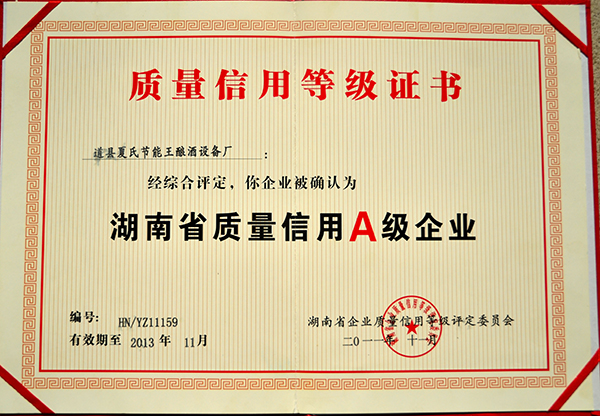 质量信用等级证书
道县夏氏节能王酿酒设备厂：
经综合评定，你企业被确认为
湖南省质量信用A级企业
编号：HN/YZ11159
有效期至 2013 年 11 月
湖南省企业质量信用等级评定委员会
二〇一一年 十一月